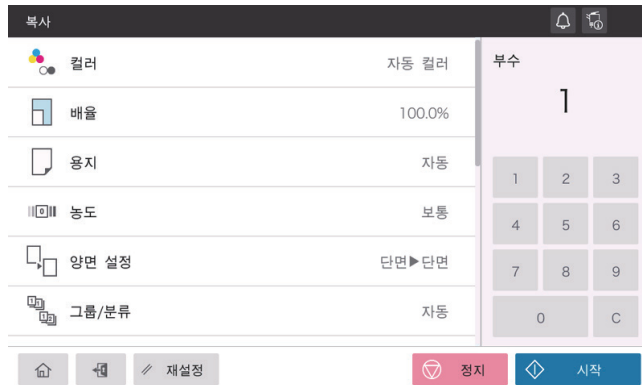 복사
컬러 자동 컬러
배율 100.0%
용지 자동
농도 보통
양면 설정 단면▶단면
그룹/분류 자동
부수
1
1 2 3
4 5 6
7 8 9
0 C
재설정 정지 시작